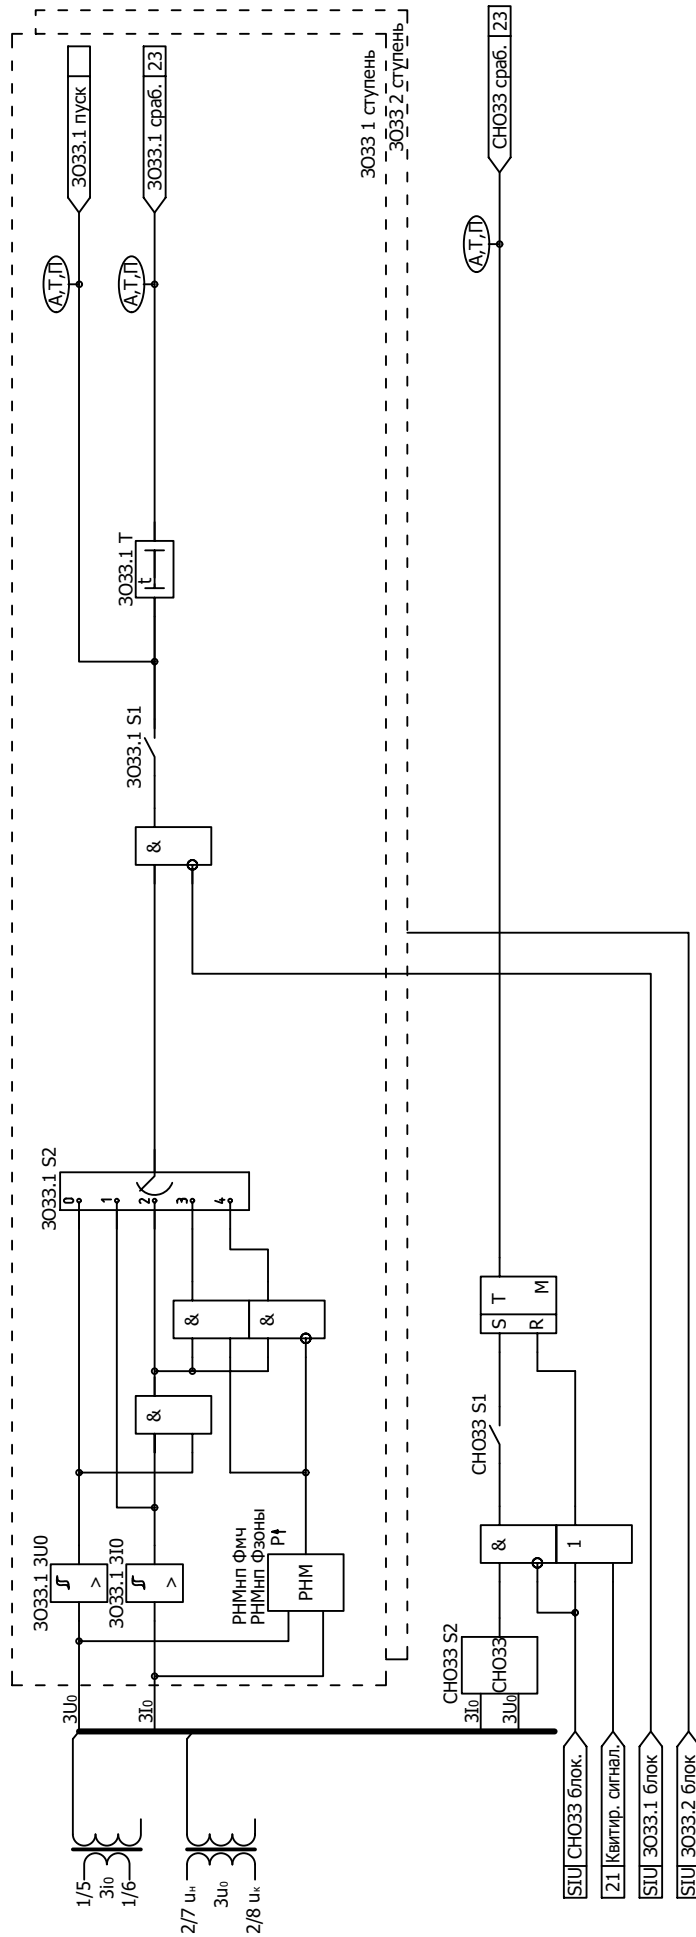 1/5
3i0
1/6
2/7 uн
3u0
2/8 uк
3U0
3I0
ЗОЗЗ.1 3U0
>
ЗОЗЗ.1 3I0
>
РНМнп Фмч
РНМнп Фзоны
P
РНМ
&
&
&
ЗОЗЗ.1 S2
0
1
2
3
4
&
ЗОЗЗ.1 S1
ЗОЗЗ.1 T
t
А,Т,П
ЗОЗЗ.1 пуск
А,Т,П
ЗОЗЗ.1 сраб. 23
ЗОЗЗ 1 ступень
ЗОЗЗ 2 ступень
3I0
3U0
СНОЗЗ S2
СНОЗЗ
&
1
СНОЗЗ S1
S T
R M
А,Т,П
СНОЗЗ сраб. 23
SIU СНОЗЗ блок.
21 Квитир. сигнал.
SIU ЗОЗЗ.1 блок
SIU ЗОЗЗ.2 блок